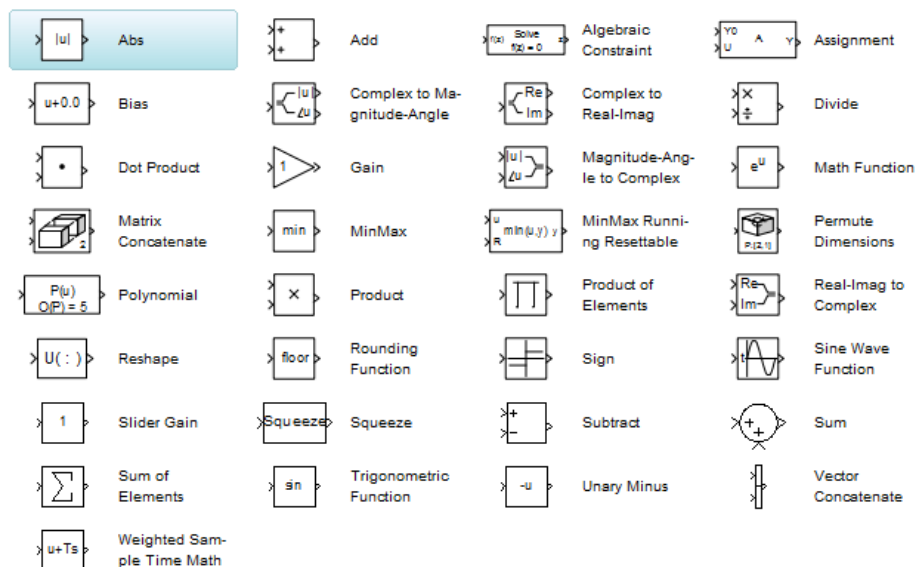 |u| Abs
+ + Add
f(z) Solve f(z) = 0 z Algebraic Constraint
Y0 U A Y Assignment
u+0.0 Bias
|u| ∠u Complex to Ma-
gnitude-Angle
Re Im Complex to
Real-Imag
× ÷ Divide
Dot Product
1 Gain
|u| ∠u Magnitude-Ang-
le to Complex
eu Math Function
2 Matrix
Concatenate
min MinMax
u R min(u,y) y MinMax Runni-
ng Resettable
P:[2,1] Permute
Dimensions
P(u)
O(P) = 5 Polynomial
× Product
∏ Product of
Elements
Re Im Real-Imag to
Complex
U( : ) Reshape
floor Rounding
Function
Sign
t Sine Wave
Function
1 Slider Gain
Squeeze Squeeze
+ − Subtract
+ + Sum
∑ Sum of
Elements
sin Trigonometric
Function
-u Unary Minus
Vector
Concatenate
u+Ts Weighted Sam-
ple Time Math